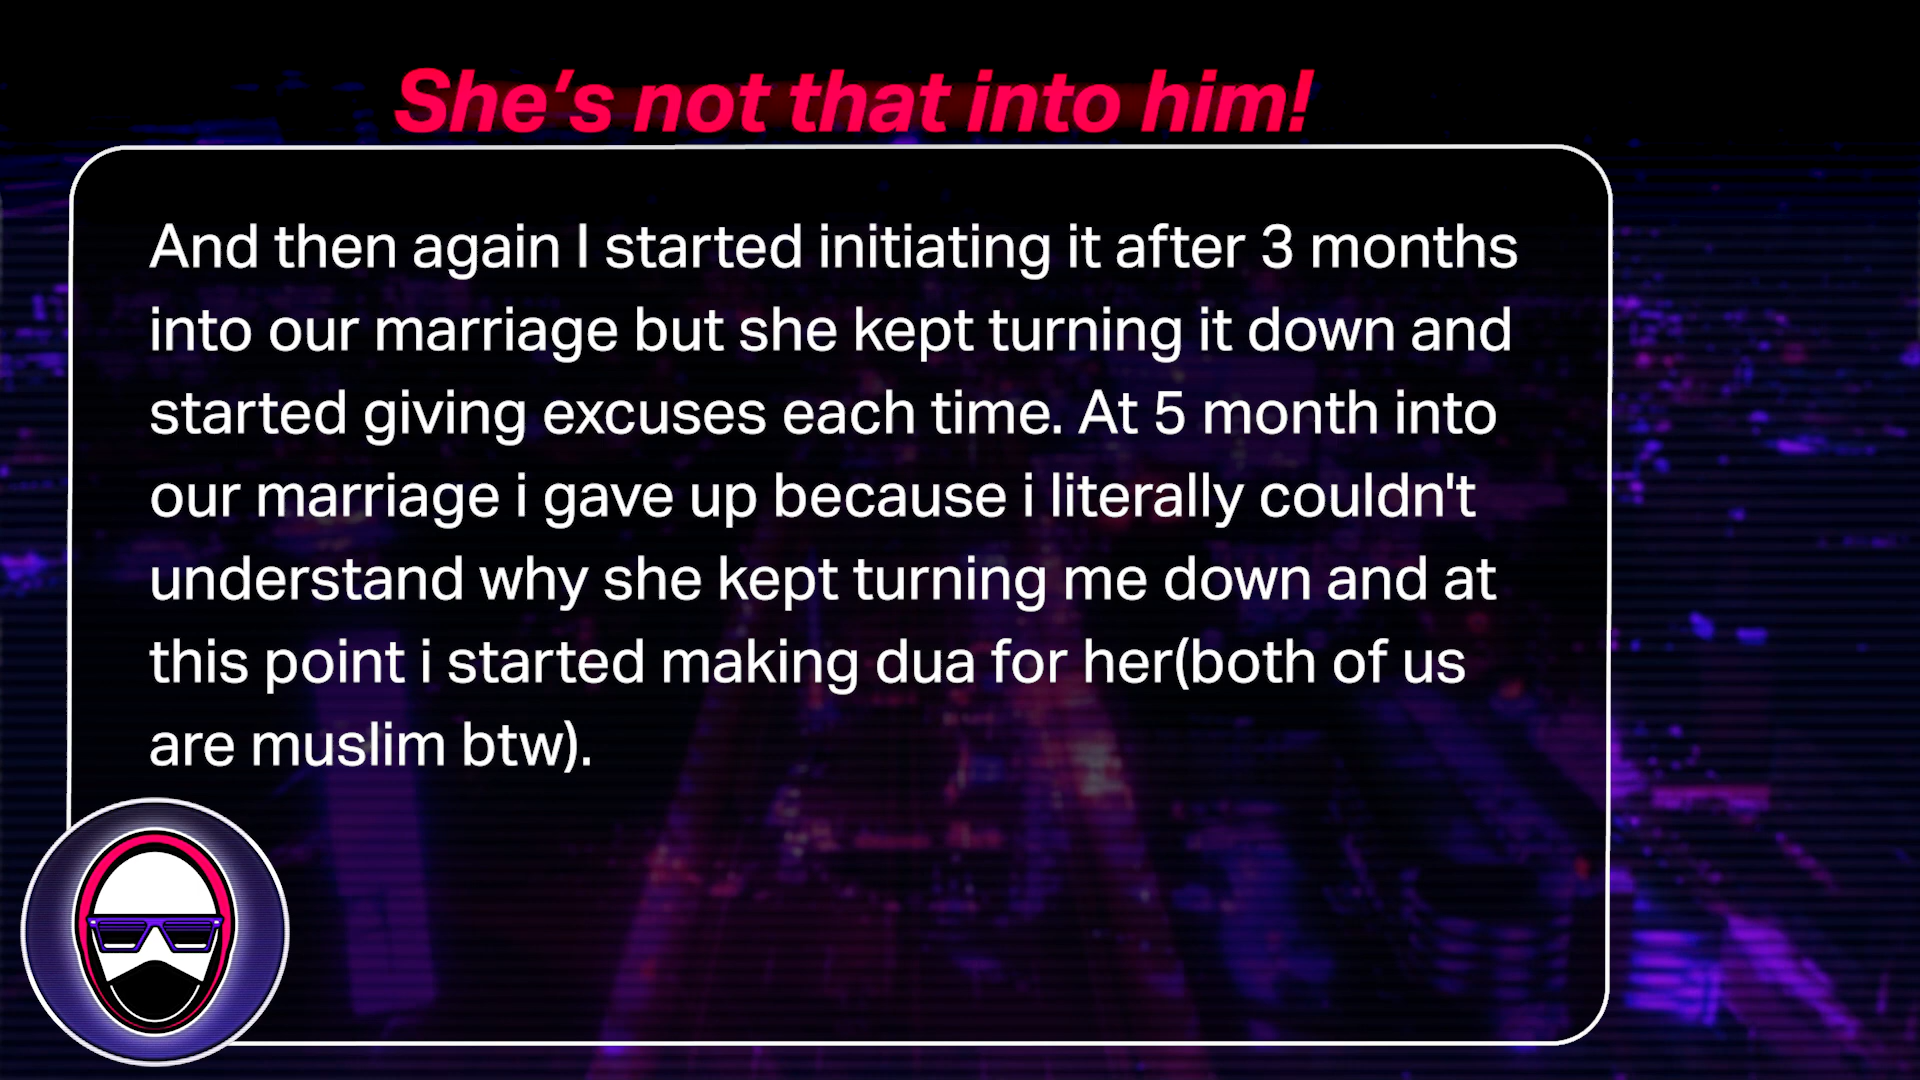 She's not that into him!
And then again I started initiating it after 3 months
into our marriage but she kept turning it down and
started giving excuses each time. At 5 month into
our marriage i gave up because i literally couldn't
understand why she kept turning me down and at
this point i started making dua for her(both of us
are muslim btw).